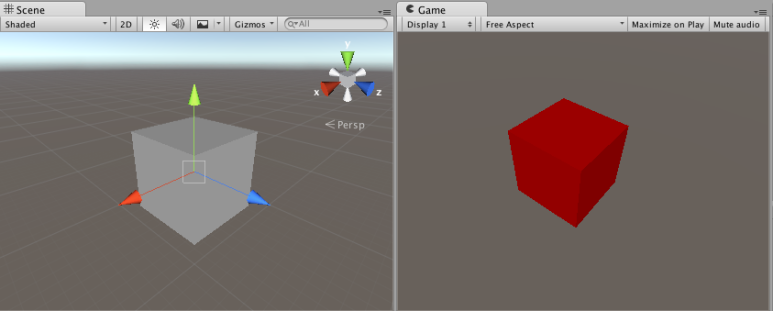 Scene
Shaded 2D Gizmos All
y
x z
Persp
Game
Display 1 Free Aspect Maximize on Play Mute audio